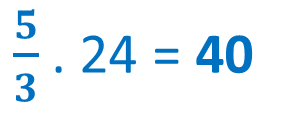 5/3 . 24 = 40